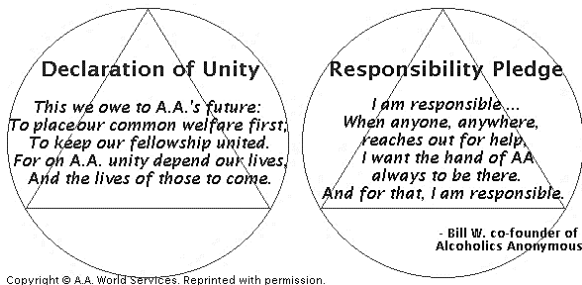 Declaration of Unity
This we owe to A.A.'s future:
To place our common welfare first;
To keep our fellowship united.
For on A.A. unity depend our lives,
And the lives of those to come.
Responsibility Pledge
I am responsible ...
When anyone, anywhere,
reaches out for help,
I want the hand of AA
always to be there.
And for that, I am responsible.
- Bill W. co-founder of
Alcoholics Anonymous
Copyright © A.A. World Services. Reprinted with permission.